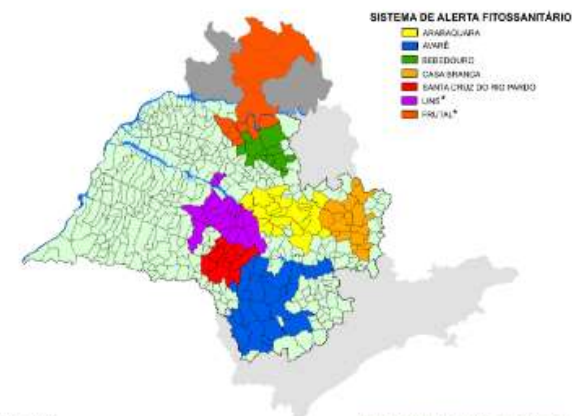 SISTEMA DE ALERTA FITOSSANITÁRIO
ARARAQUARA
AVARÉ
BEBEDOURO
CASA BRANCA
SANTA CRUZ DO RIO PARDO
LINS*
FRUTAL*